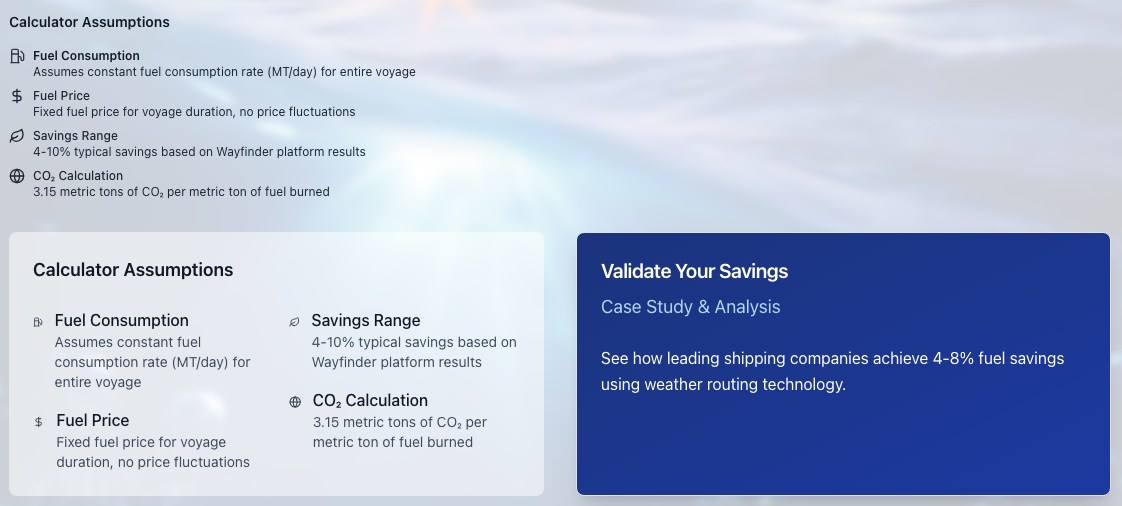 Calculator Assumptions
Fuel Consumption
Assumes constant fuel consumption rate (MT/day) for entire voyage
Fuel Price
Fixed fuel price for voyage duration, no price fluctuations
Savings Range
4-10% typical savings based on Wayfinder platform results
CO₂ Calculation
3.15 metric tons of CO₂ per metric ton of fuel burned
Calculator Assumptions
Fuel Consumption
Assumes constant fuel
consumption rate (MT/day) for
entire voyage
Fuel Price
Fixed fuel price for voyage
duration, no price fluctuations
Savings Range
4-10% typical savings based on
Wayfinder platform results
CO₂ Calculation
3.15 metric tons of CO₂ per
metric ton of fuel burned
Validate Your Savings
Case Study & Analysis
See how leading shipping companies achieve 4-8% fuel savings
using weather routing technology.